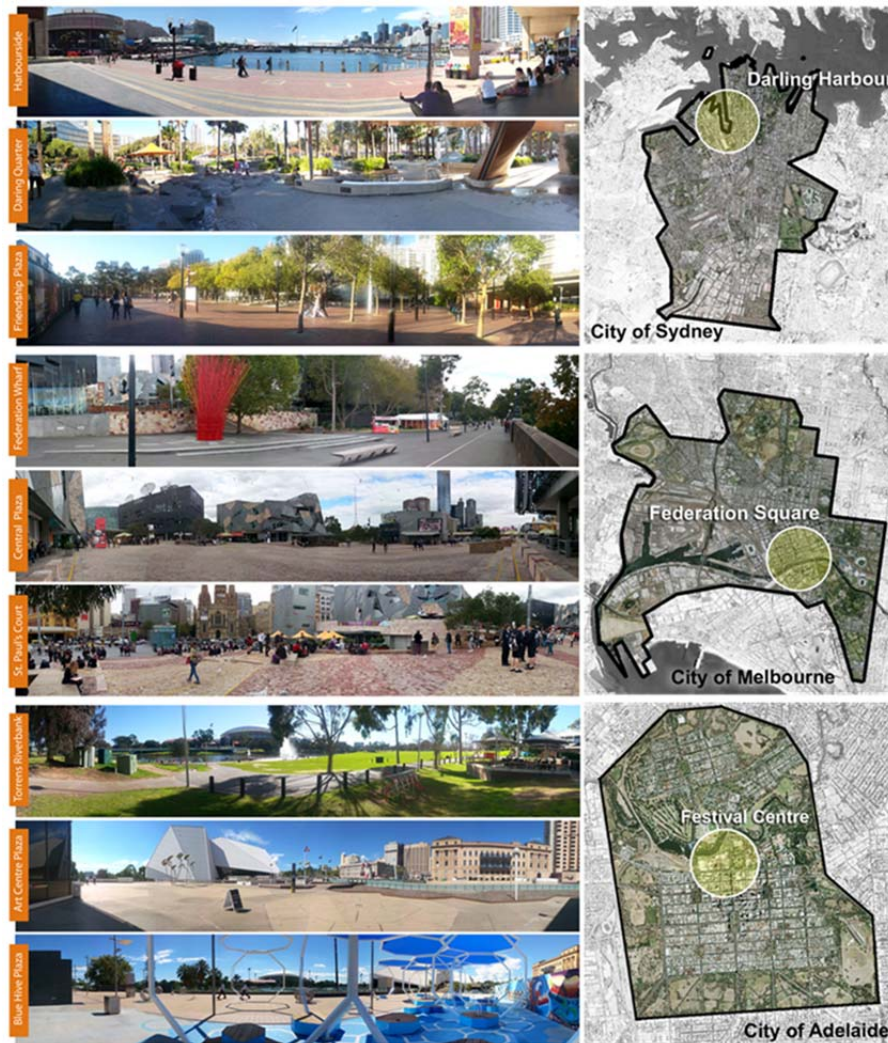 Harbourside
Daring Quarter
Friendship Plaza
Federation Wharf
Central Plaza
St. Paul's Court
Torrens Riverbank
Art Centre Plaza
Blue Hive Plaza
Darling Harbour
City of Sydney
Federation Square
City of Melbourne
Festival Centre
City of Adelaide